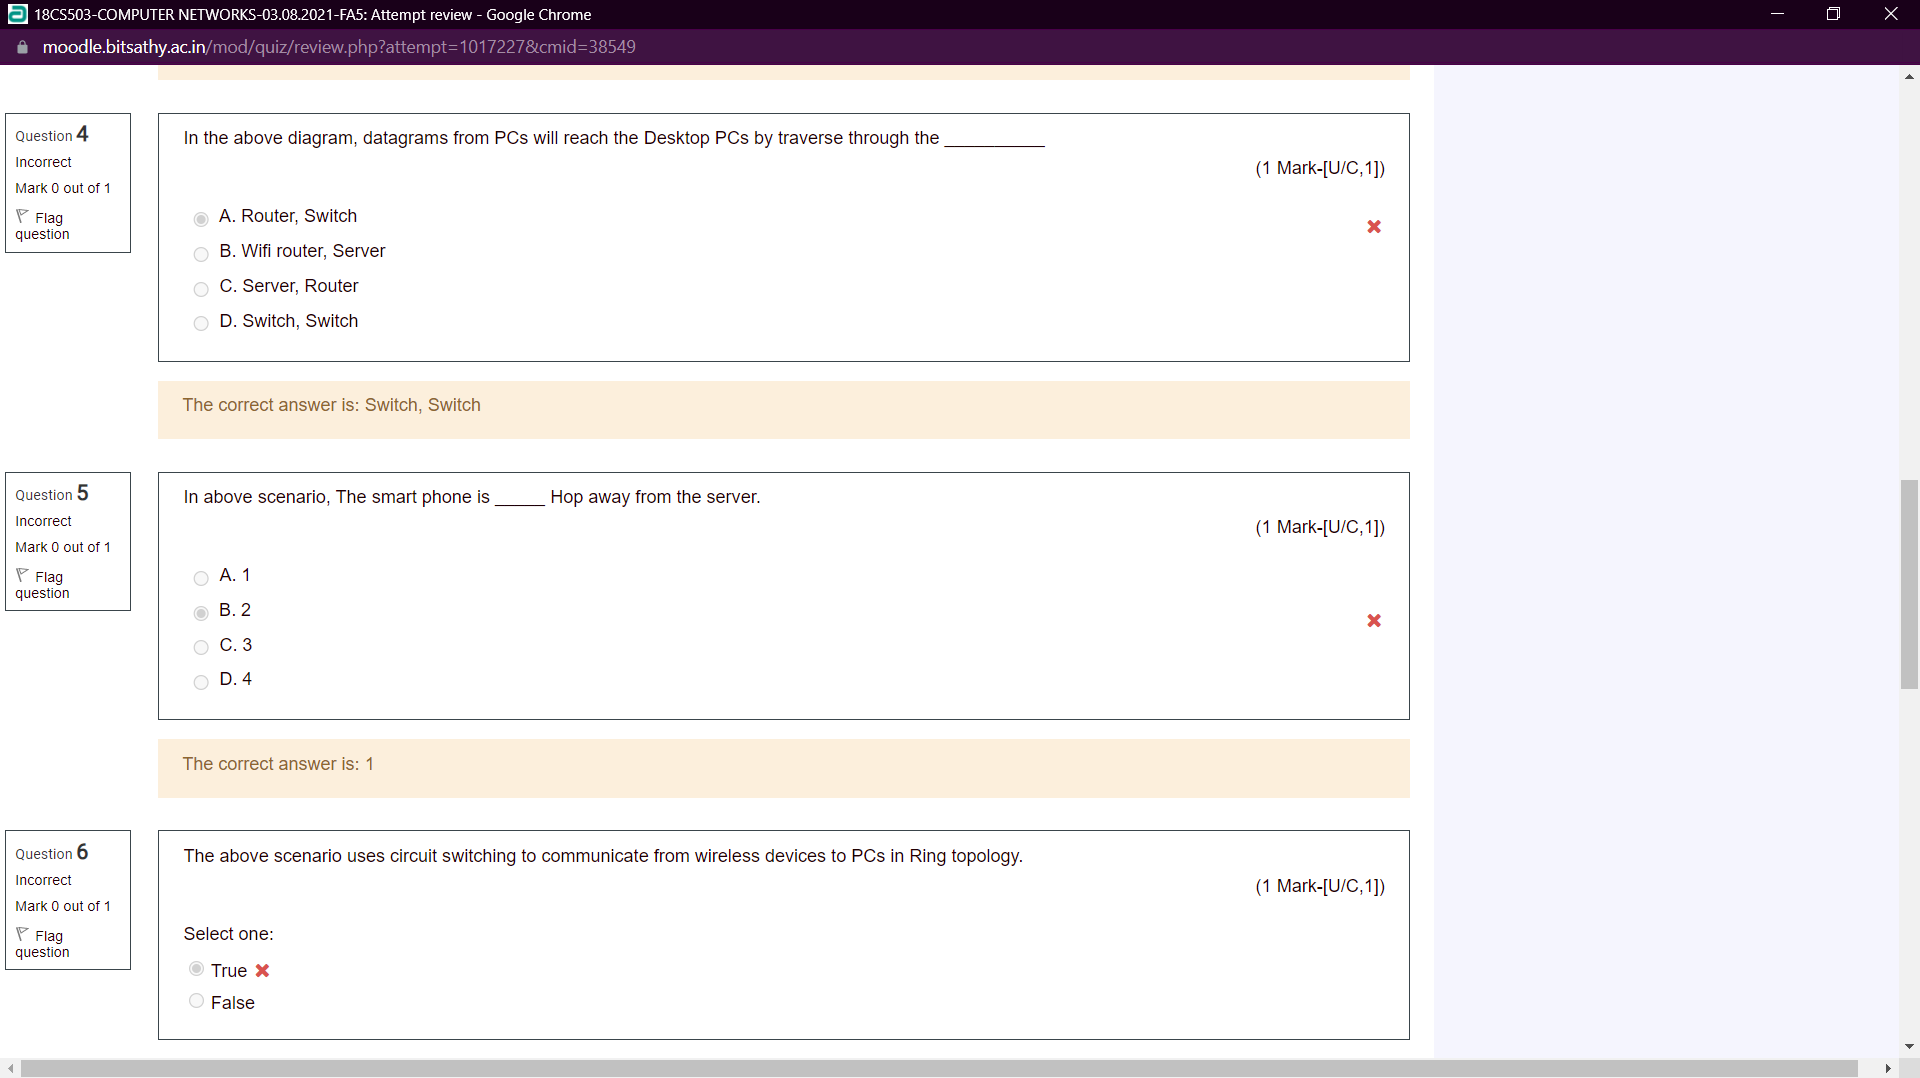 18CS503-COMPUTER NETWORKS-03.08.2021-FA5: Attempt review - Google Chrome
moodle.bitsathy.ac.in/mod/quiz/review.php?attempt=1017227&cmid=38549
Question 4
Incorrect
Mark 0 out of 1
Flag
question
In the above diagram, datagrams from PCs will reach the Desktop PCs by traverse through the __________
(1 Mark-[U/C,1])
A. Router, Switch
B. Wifi router, Server
C. Server, Router
D. Switch, Switch
The correct answer is: Switch, Switch
Question 5
Incorrect
Mark 0 out of 1
Flag
question
In above scenario, The smart phone is _____ Hop away from the server.
(1 Mark-[U/C,1])
A. 1
B. 2
C. 3
D. 4
The correct answer is: 1
Question 6
Incorrect
Mark 0 out of 1
Flag
question
The above scenario uses circuit switching to communicate from wireless devices to PCs in Ring topology.
(1 Mark-[U/C,1])
Select one:
True
False